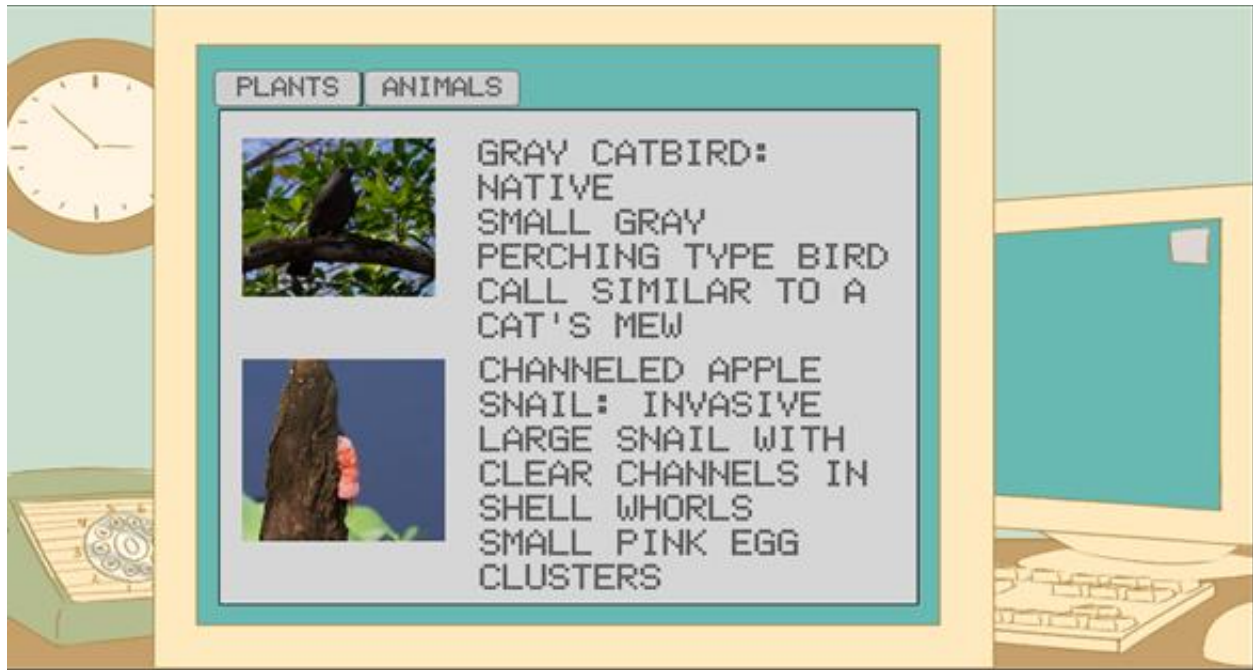 PLANTS
ANIMALS
GRAY CATBIRD:
NATIVE
SMALL GRAY
PERCHING TYPE BIRD
CALL SIMILAR TO A
CAT'S MEW
CHANNELED APPLE
SNAIL: INVASIVE
LARGE SNAIL WITH
CLEAR CHANNELS IN
SHELL WHORLS
SMALL PINK EGG
CLUSTERS